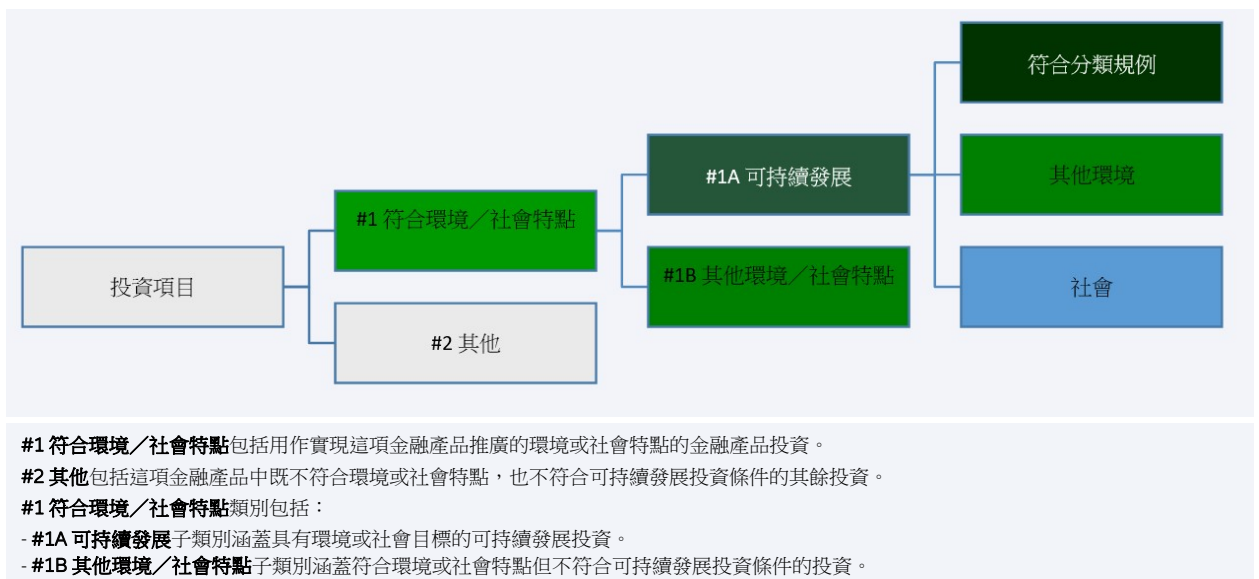 符合分類規例
#1A 可持續發展
其他環境
#1 符合環境／社會特點
#1B 其他環境／社會特點
投資項目
社會
#2 其他
#1 符合環境／社會特點包括用作實現這項金融產品推廣的環境或社會特點的金融產品投資。
#2 其他包括這項金融產品中既不符合環境或社會特點，也不符合可持續發展投資條件的其餘投資。
#1 符合環境／社會特點類別包括：
- #1A 可持續發展子類別涵蓋具有環境或社會目標的可持續發展投資。
- #1B 其他環境／社會特點子類別涵蓋符合環境或社會特點但不符合可持續發展投資條件的投資。